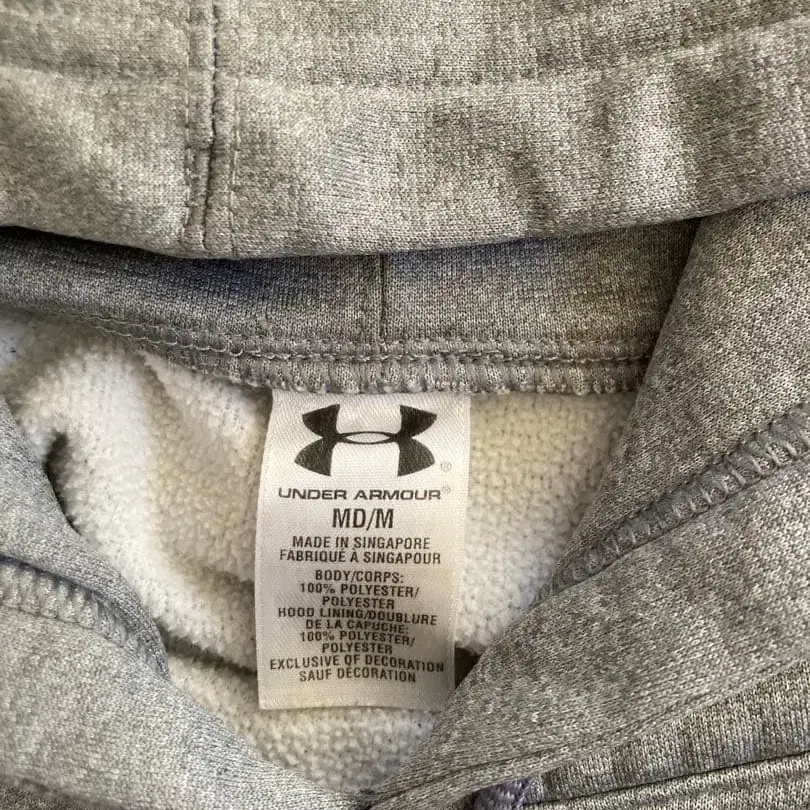 UNDER ARMOUR®
MD/M
MADE IN SINGAPORE
FABRIQUÉ À SINGAPOUR
BODY/CORPS:
100% POLYESTER/
POLYESTER
HOOD LINING/DOUBLURE
DE LA CAPUCHE:
100% POLYESTER/
POLYESTER
EXCLUSIVE OF DECORATION
SAUF DÉCORATION